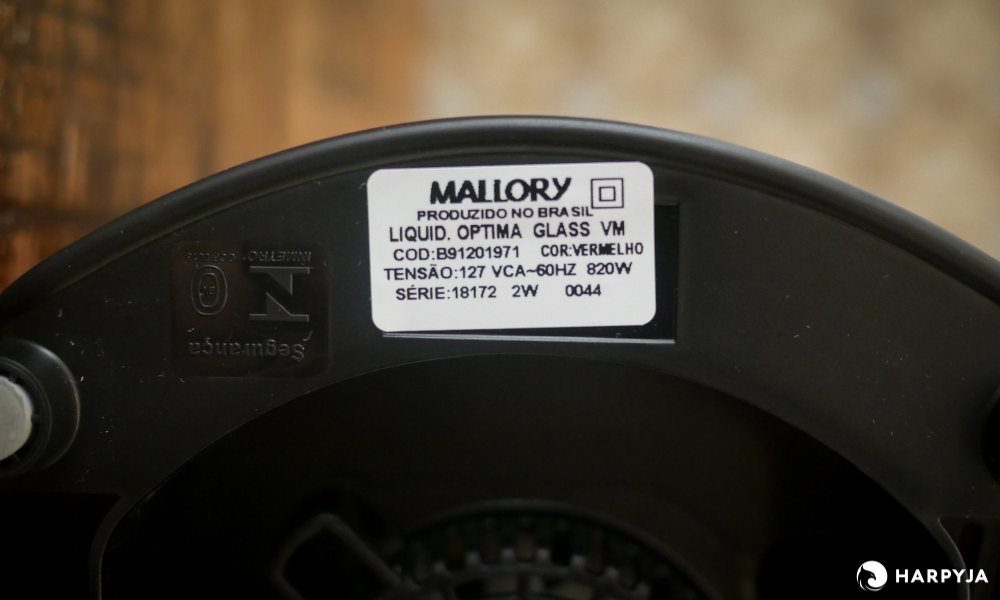 MALLORY
PRODUZIDO NO BRASIL
LIQUID. OPTIMA GLASS VM
COD:B91201971 COR:VERMELHO
TENSÃO:127 VCA~60HZ 820W
SÉRIE:18172 2W 0044
INMETRO
Segurança
HARPYJA